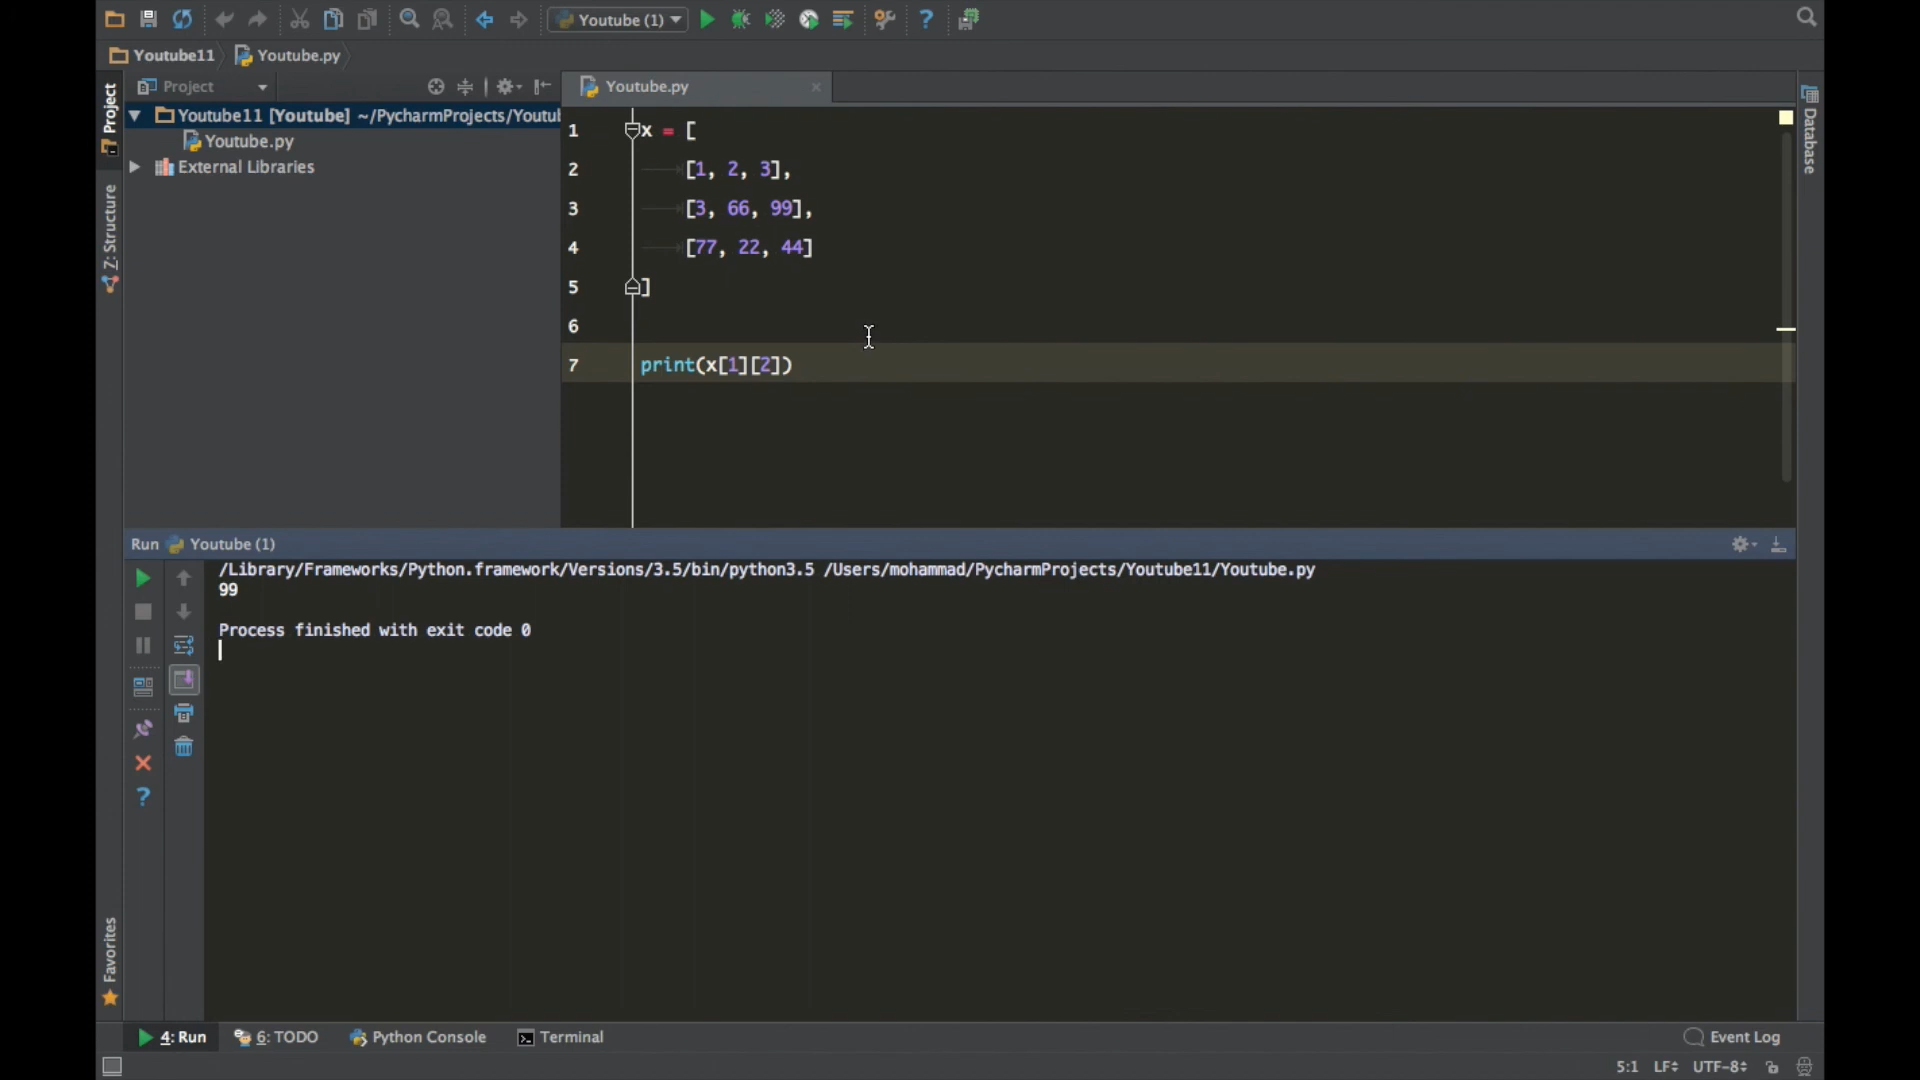 Youtube (1)
Youtube11 Youtube.py
Project
Youtube.py
Project
Z: Structure
Favorites
Database
Youtube11 [Youtube] ~/PycharmProjects/Youtul
Youtube.py
External Libraries
1 x = [
2 [1, 2, 3],
3 [3, 66, 99],
4 [77, 22, 44]
5 ]
6
7 print(x[1][2])
Run Youtube (1)
/Library/Frameworks/Python.framework/Versions/3.5/bin/python3.5 /Users/mohammad/PycharmProjects/Youtube11/Youtube.py
99
Process finished with exit code 0
4: Run 6: TODO Python Console Terminal Event Log
5:1 LF UTF-8